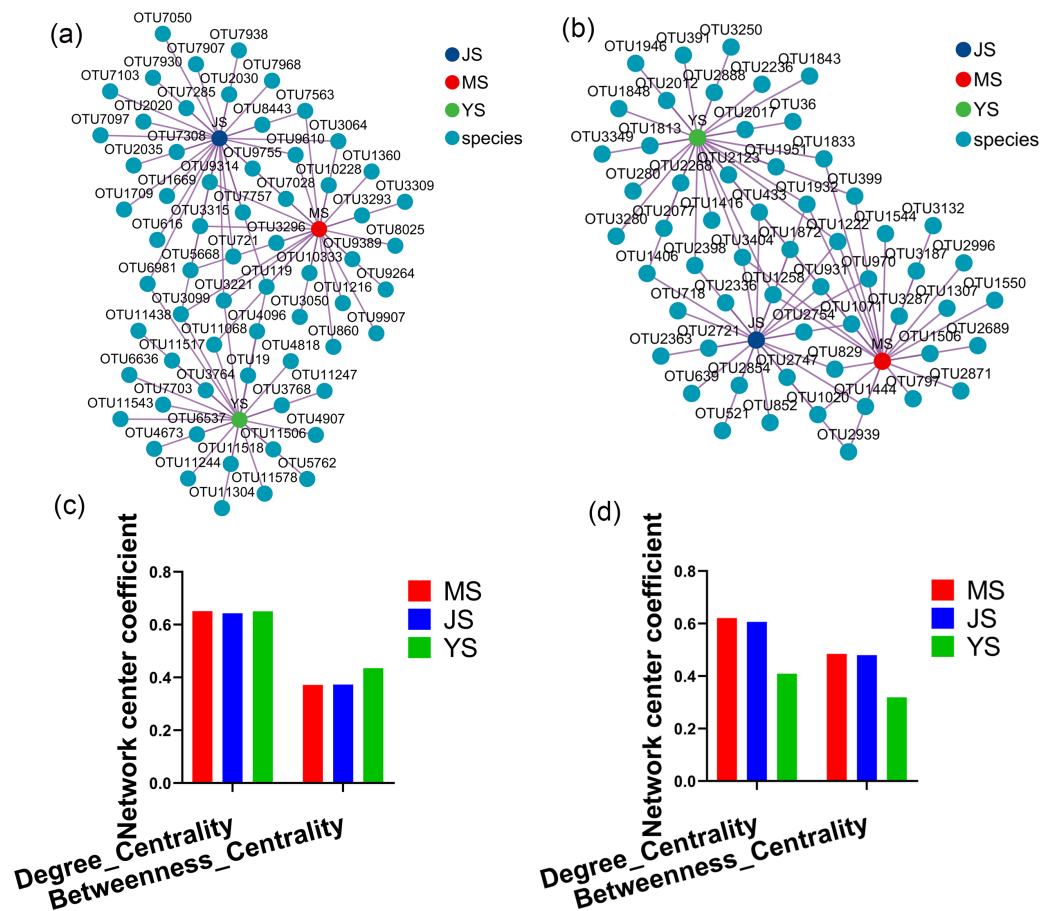 (a)
OTU7050
OTU7907
OTU7938
OTU7930
OTU7968
OTU7103
OTU2030
OTU7285
OTU7563
OTU2020
OTU8443
OTU7097
JS
OTU3064
OTU7308
OTU9610
OTU2035
OTU9755
OTU1360
OTU9314
OTU10228
OTU1669
OTU7028
OTU3309
OTU1709
OTU7757
OTU3293
OTU3315
MS
OTU616
OTU3296
OTU8025
OTU721
OTU9389
OTU5668
OTU10333
OTU6981
OTU119
OTU9264
OTU3221
OTU1216
OTU3099
OTU3050
OTU11438
OTU4096
OTU9907
OTU11068
OTU860
OTU11517
OTU4818
OTU6636
OTU19
OTU3764
OTU11247
OTU7703
OTU3768
OTU11543
YS
OTU4907
OTU6537
OTU4673
OTU11506
OTU11518
OTU5762
OTU11244
OTU11578
OTU11304
JS
MS
YS
species
(b)
OTU3250
OTU391
OTU1946
OTU2236
OTU1843
OTU2888
OTU2012
OTU1848
OTU36
OTU2017
YS
OTU1813
OTU3349
OTU1833
OTU2123
OTU1951
OTU2268
OTU280
OTU399
OTU433
OTU1932
OTU1416
OTU2077
OTU3132
OTU3280
OTU1544
OTU1872
OTU1222
OTU3404
OTU2996
OTU2398
OTU3187
OTU1406
OTU970
OTU931
OTU1258
OTU1550
OTU2336
OTU1307
OTU718
OTU3287
OTU1071
OTU2754
JS
OTU2689
OTU2721
OTU1506
OTU2363
MS
OTU829
OTU2747
OTU2871
OTU2854
OTU797
OTU639
OTU1444
OTU1020
OTU852
OTU521
OTU2939
JS
MS
YS
species
(c)
Network center coefficient
0.8
0.6
0.4
0.2
0.0
Degree_Centrality
Betweenness_Centrality
MS
JS
YS
(d)
Network center coefficient
0.8
0.6
0.4
0.2
0.0
Degree_Centrality
Betweenness_Centrality
MS
JS
YS